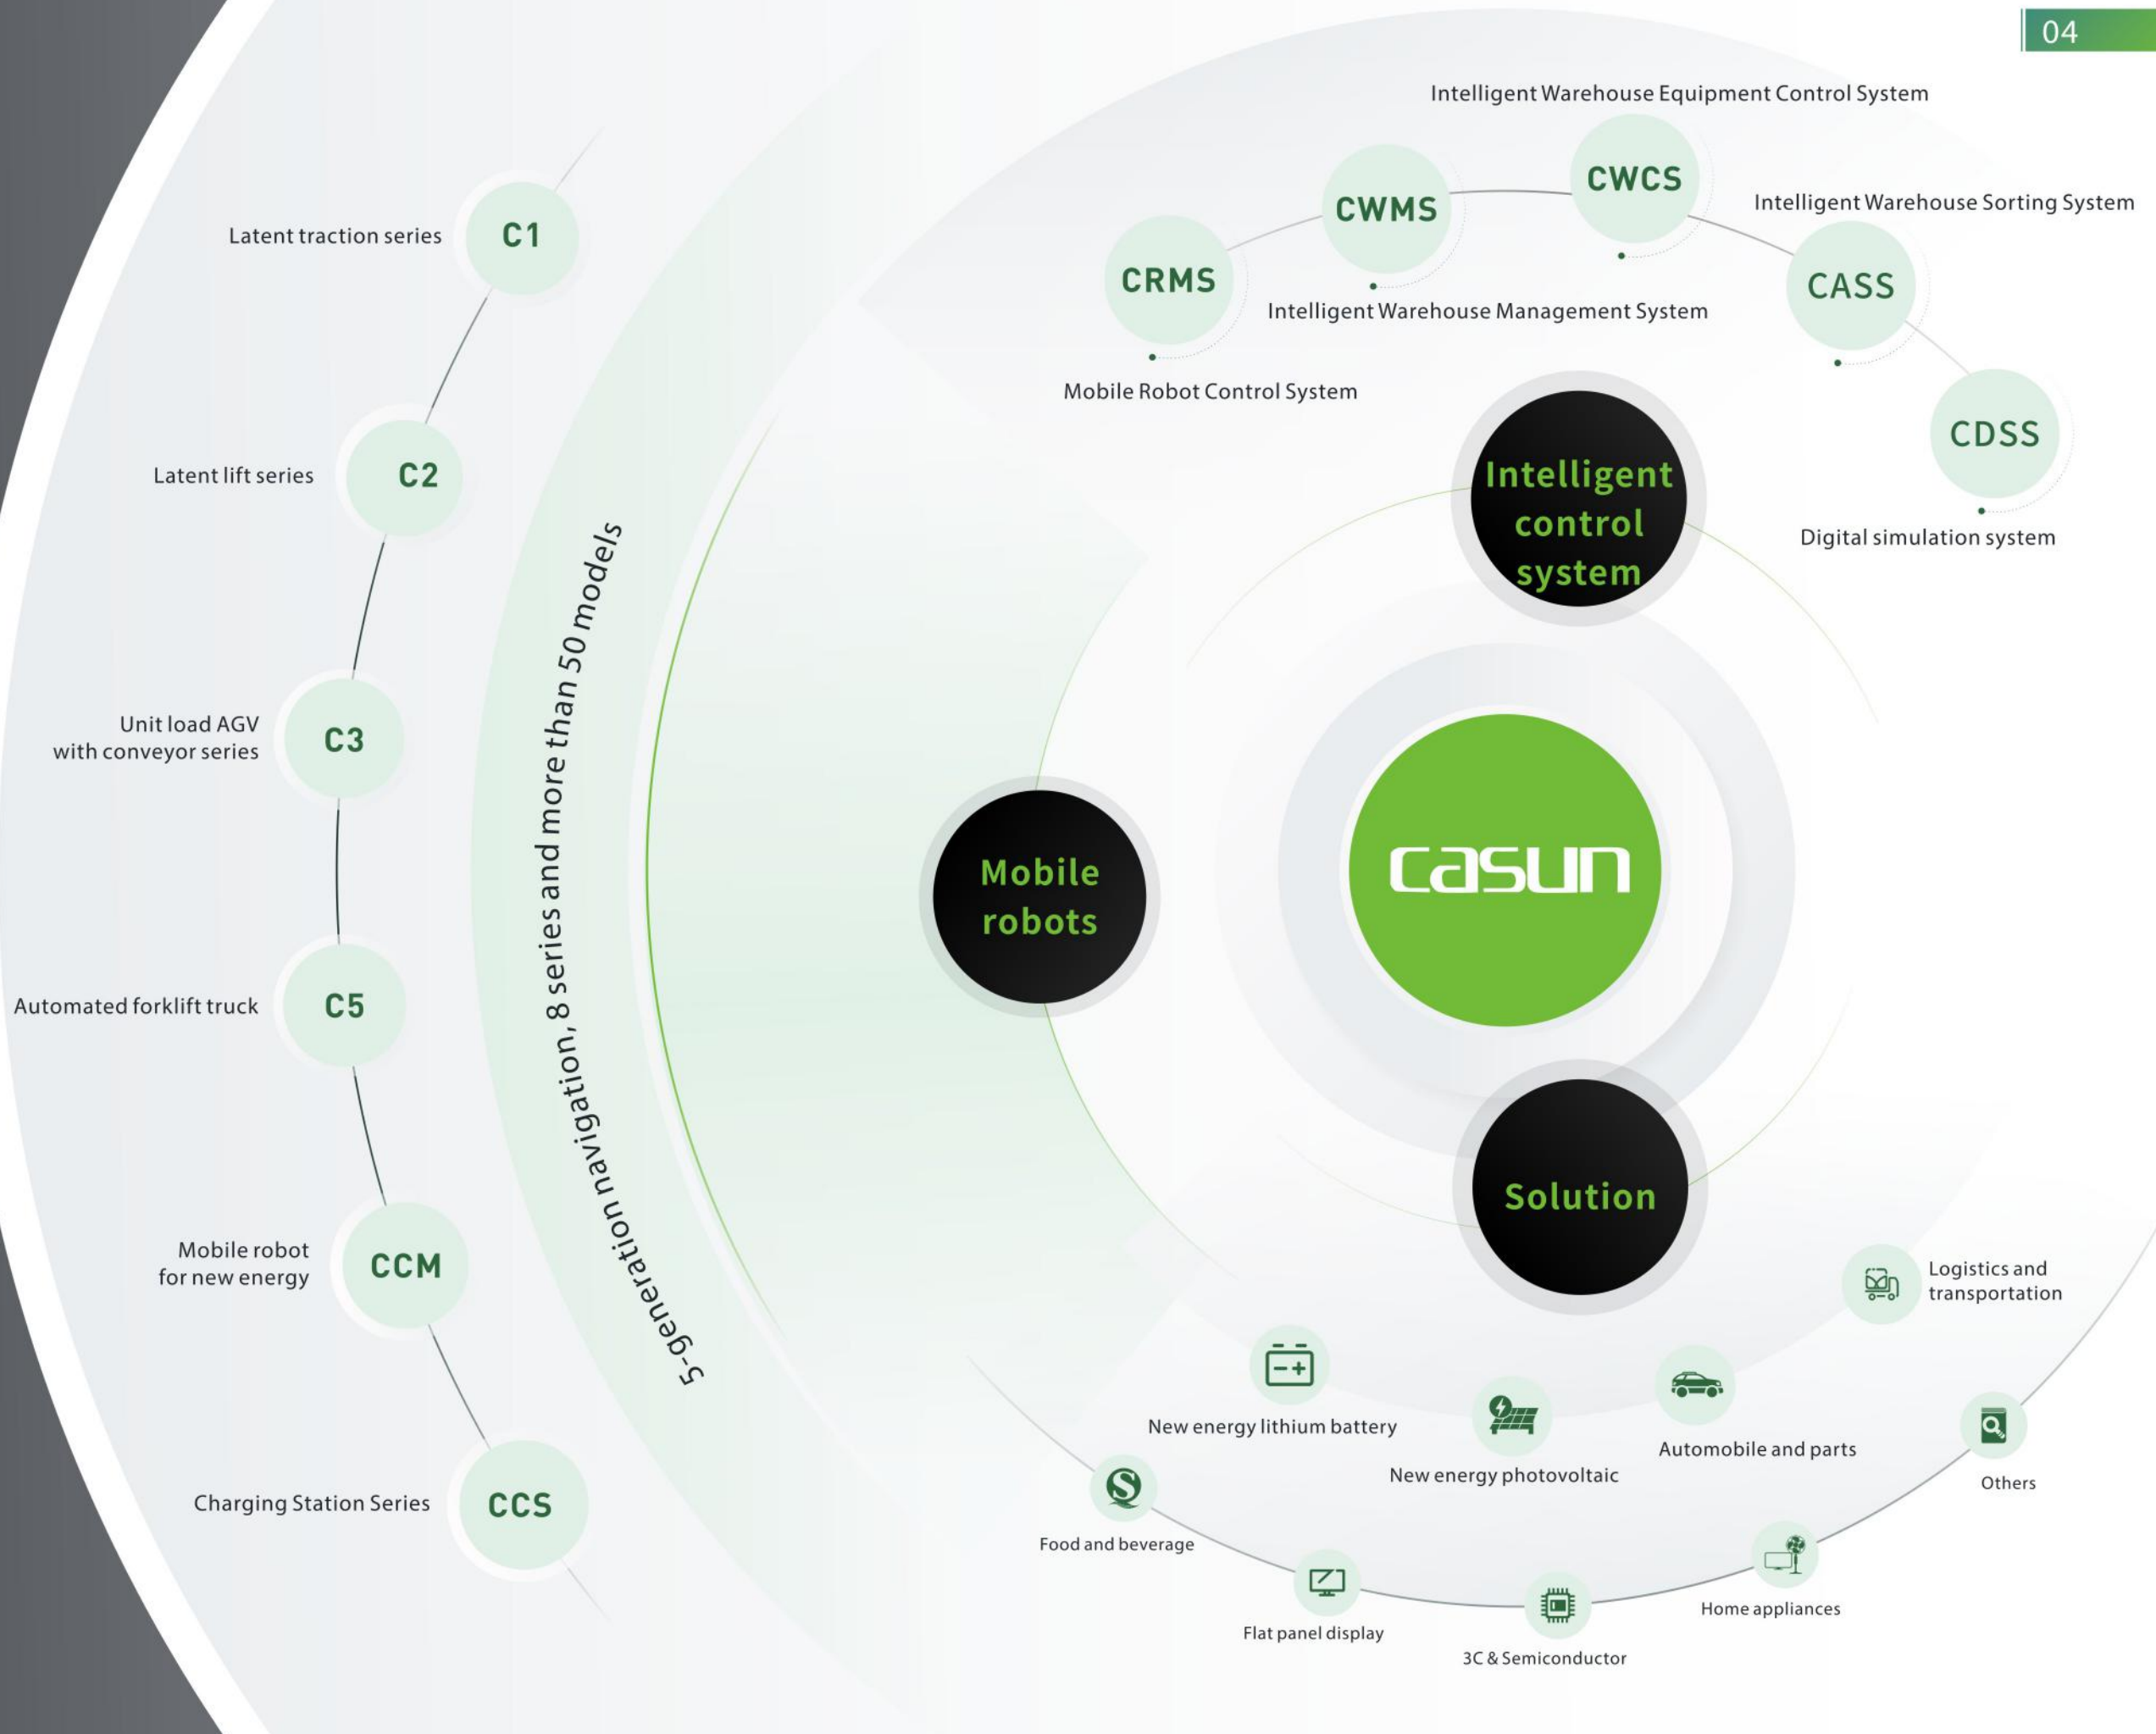 04
Latent traction series
C1
Latent lift series
C2
Unit load AGV
with conveyor series
C3
Automated forklift truck
C5
Mobile robot
for new energy
CCM
Charging Station Series
CCS
5-generation navigation, 8 series and more than 50 models
Mobile
robots
casun
Intelligent
control
system
CRMS
Mobile Robot Control System
CWMS
Intelligent Warehouse Management System
Intelligent Warehouse Equipment Control System
CWCS
Intelligent Warehouse Sorting System
CASS
CDSS
Digital simulation system
Solution
New energy lithium battery
New energy photovoltaic
Automobile and parts
Logistics and
transportation
S
Food and beverage
Flat panel display
3C & Semiconductor
Home appliances
Others